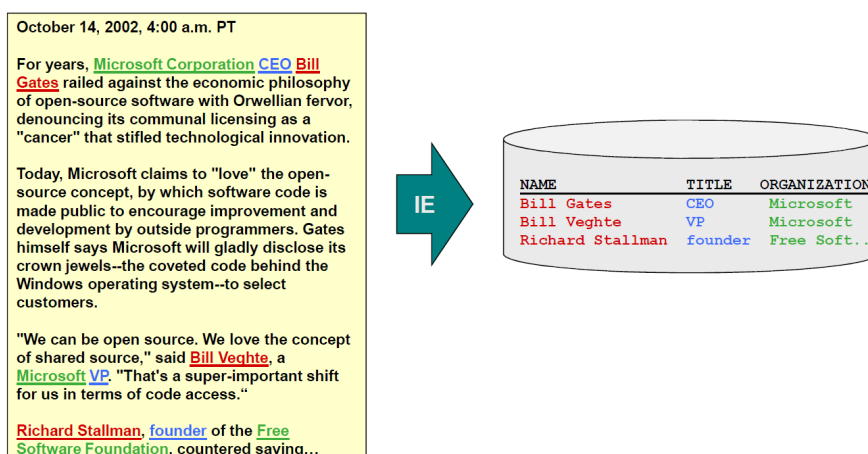 October 14, 2002, 4:00 a.m. PT
For years, Microsoft Corporation CEO Bill
Gates railed against the economic philosophy
of open-source software with Orwellian fervor,
denouncing its communal licensing as a
"cancer" that stifled technological innovation.
Today, Microsoft claims to "love" the open-
source concept, by which software code is
made public to encourage improvement and
development by outside programmers. Gates
himself says Microsoft will gladly disclose its
crown jewels--the coveted code behind the
Windows operating system--to select
customers.
"We can be open source. We love the concept
of shared source," said Bill Veghte, a
Microsoft VP. "That's a super-important shift
for us in terms of code access.“
Richard Stallman, founder of the Free
Software Foundation, countered saying…
IE
NAME TITLE ORGANIZATION
Bill Gates CEO Microsoft
Bill Veghte VP Microsoft
Richard Stallman founder Free Soft..